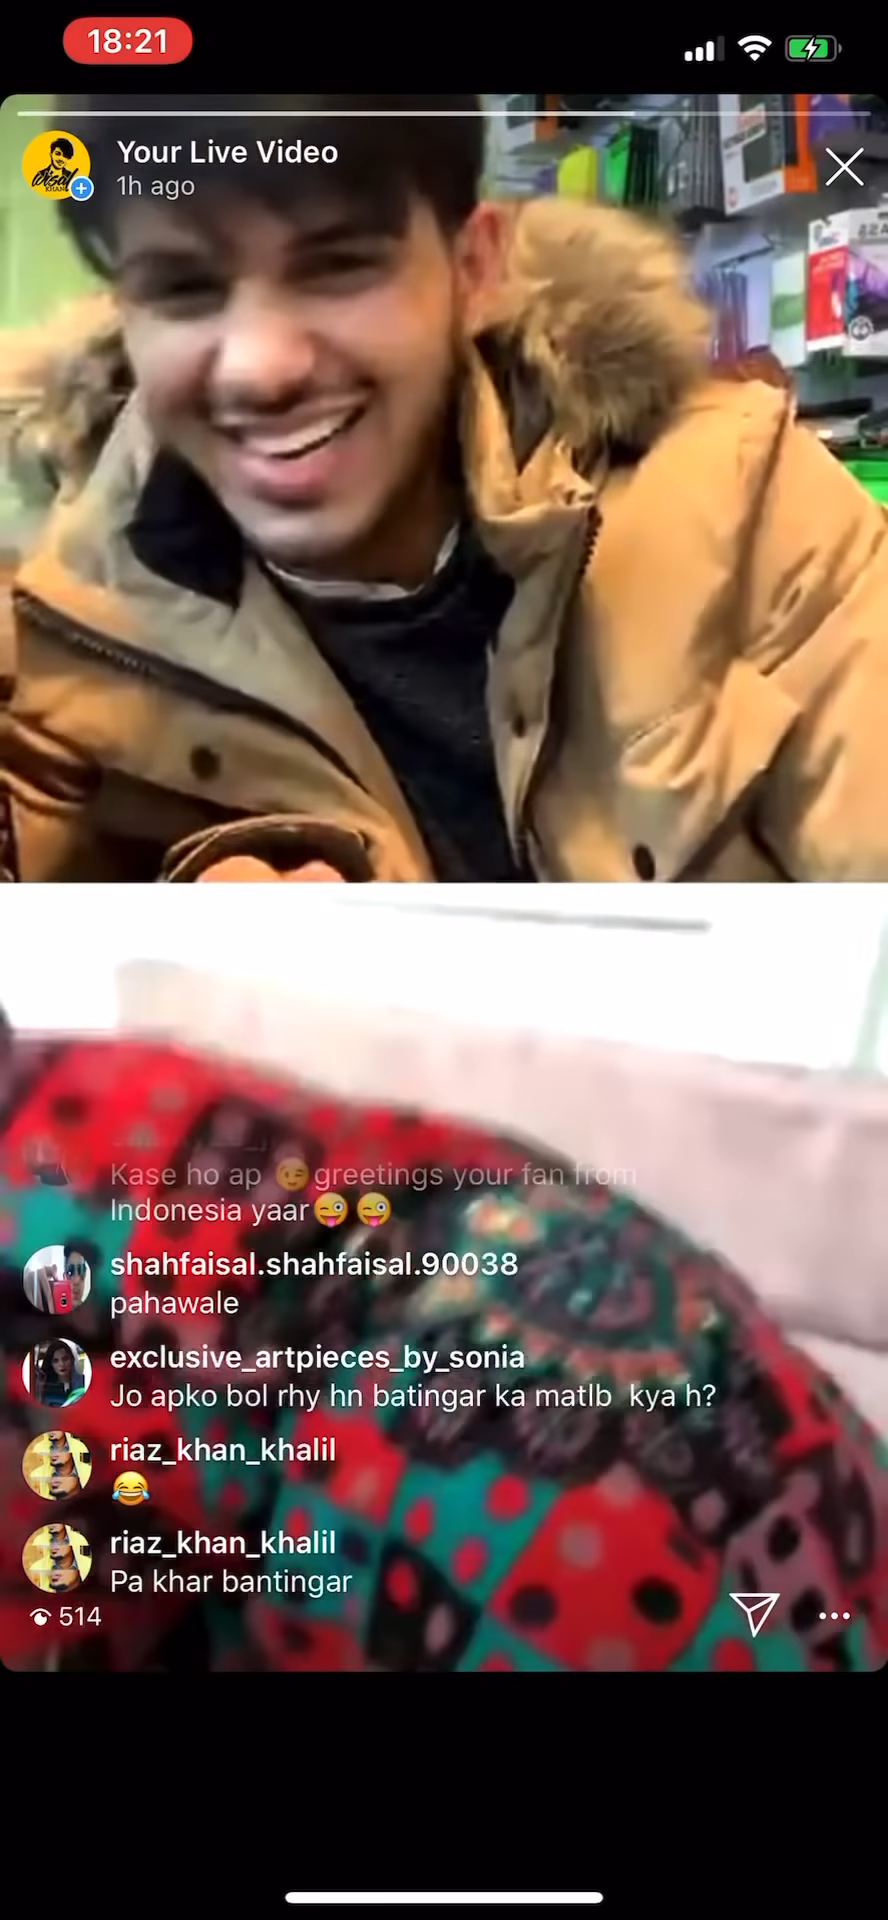 18:21
Your Live Video
1h ago
Kase ho ap 😉 greetings your fan from
Indonesia yaar😜😜
shahfaisal.shahfaisal.90038
pahawale
exclusive_artpieces_by_sonia
Jo apko bol rhy hn batingar ka matlb kya h?
riaz_khan_khalil
😂
riaz_khan_khalil
Pa khar bantingar
514